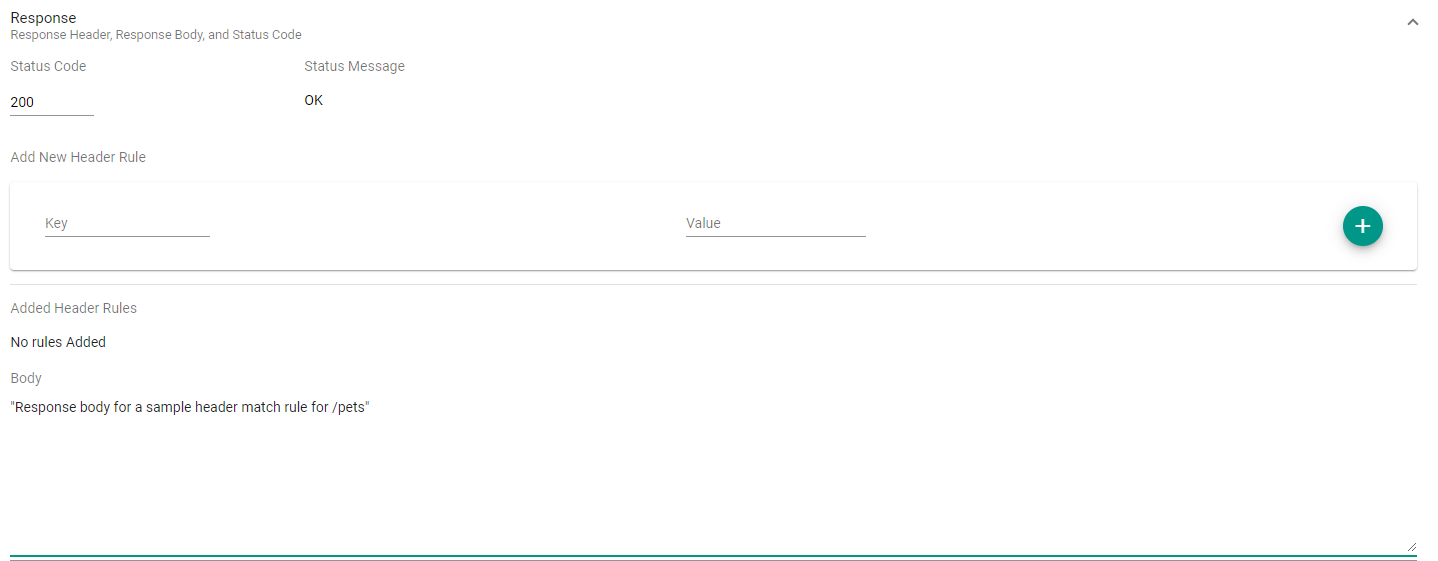 Response
Response Header, Response Body, and Status Code
Status Code
Status Message
200
OK
Add New Header Rule
Key
Value
Added Header Rules
No rules Added
Body
"Response body for a sample header match rule for /pets"